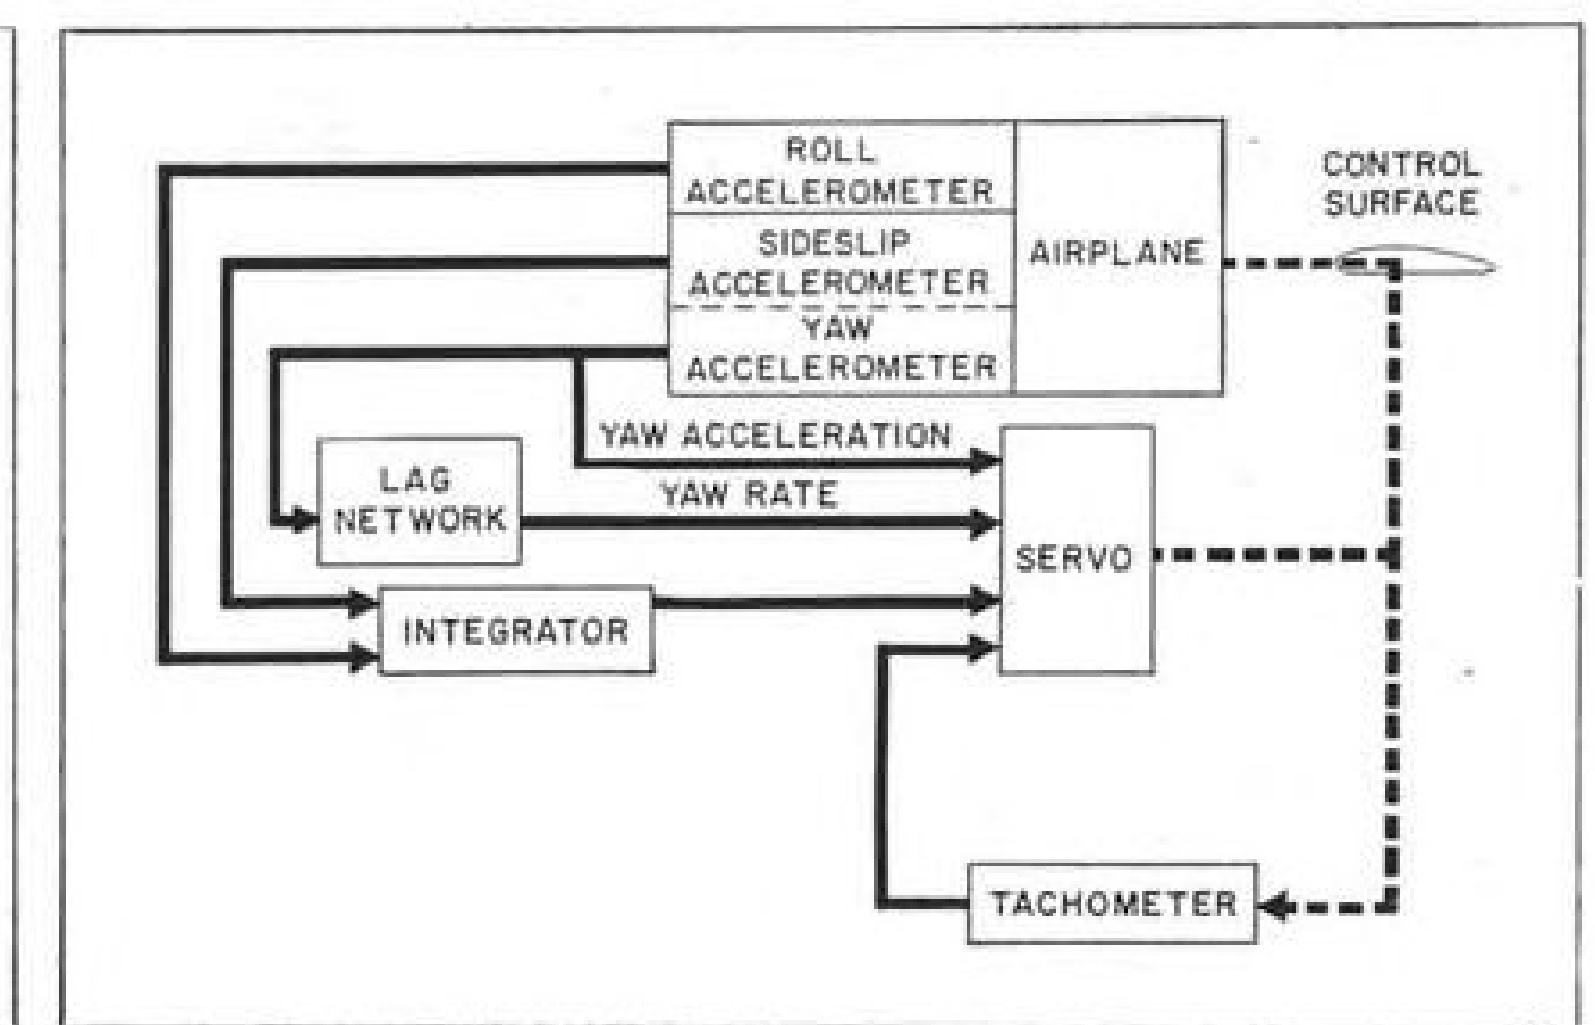 ROLL
ACCELEROMETER
SIDESLIP
ACCELEROMETER
YAW
ACCELEROMETER
AIRPLANE
CONTROL
SURFACE
YAW ACCELERATION
LAG
NETWORK
YAW RATE
SERVO
INTEGRATOR
TACHOMETER